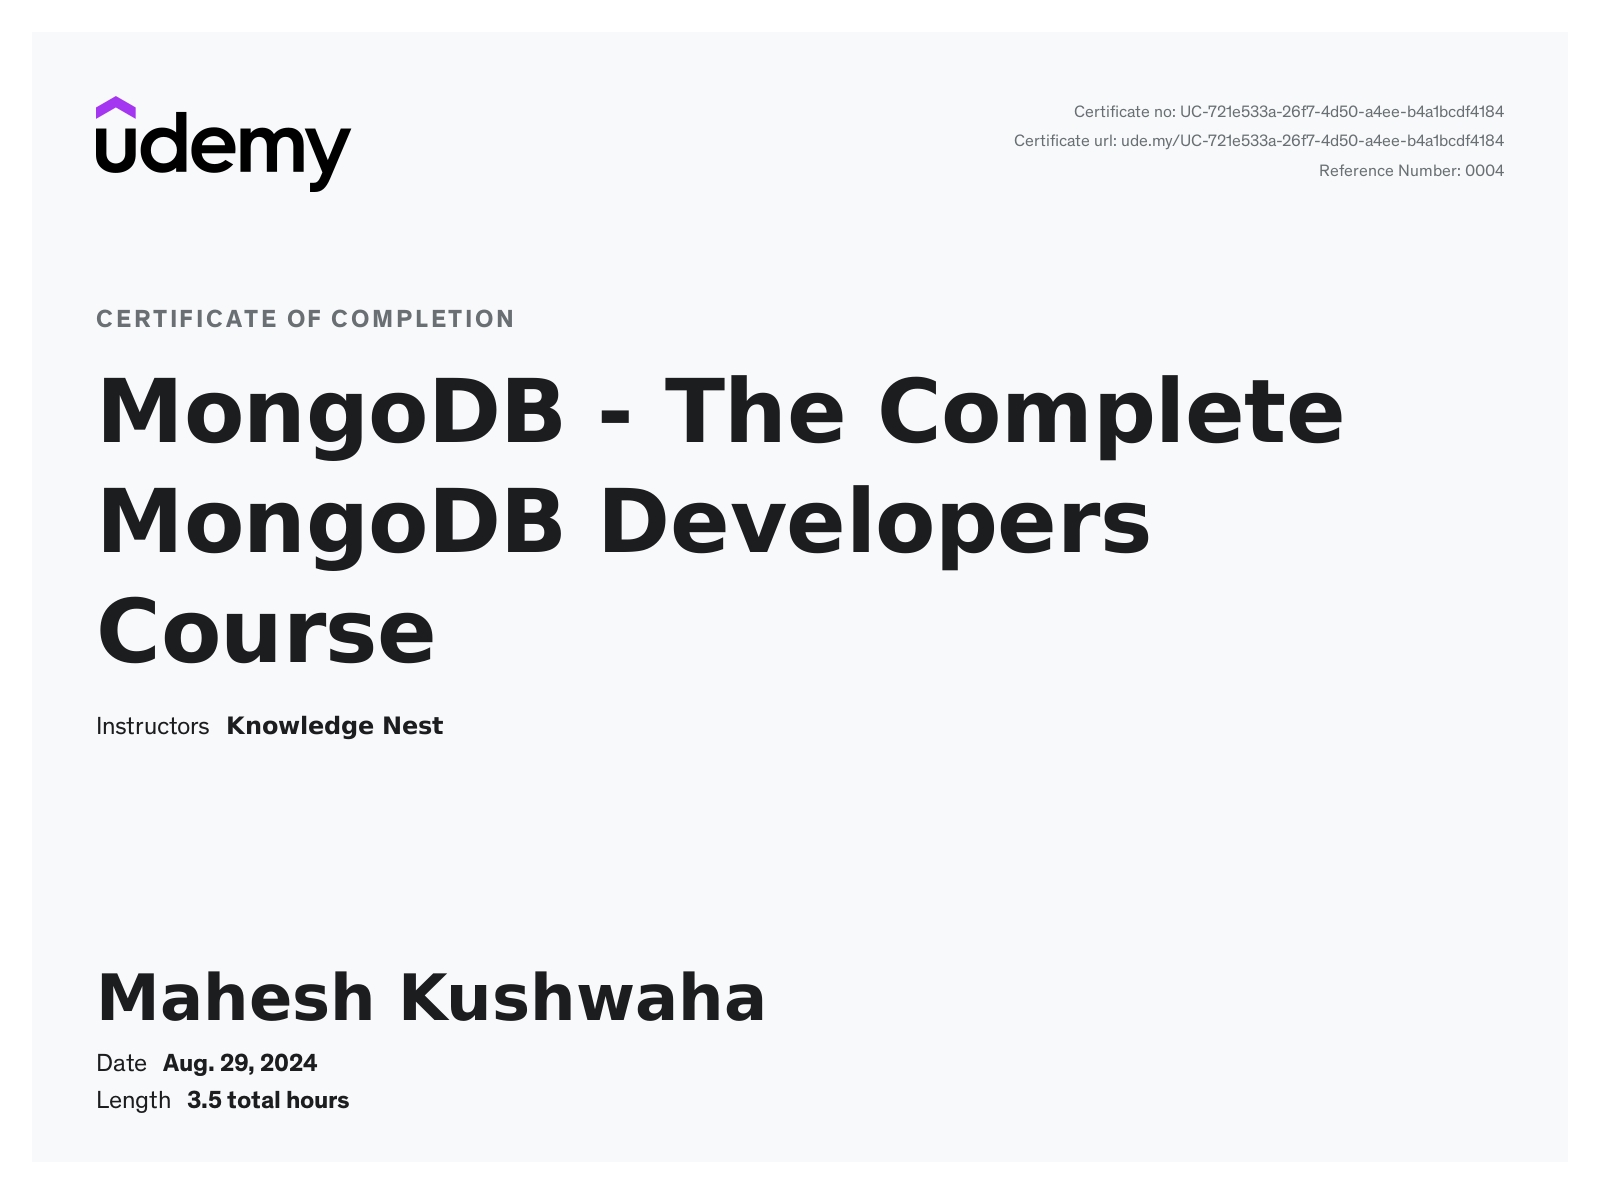 udemy
Certificate no: UC-721e533a-26f7-4d50-a4ee-b4a1bcdf4184
Certificate url: ude.my/UC-721e533a-26f7-4d50-a4ee-b4a1bcdf4184
Reference Number: 0004
CERTIFICATE OF COMPLETION
MongoDB - The Complete
MongoDB Developers
Course
Instructors Knowledge Nest
Mahesh Kushwaha
Date Aug. 29, 2024
Length 3.5 total hours